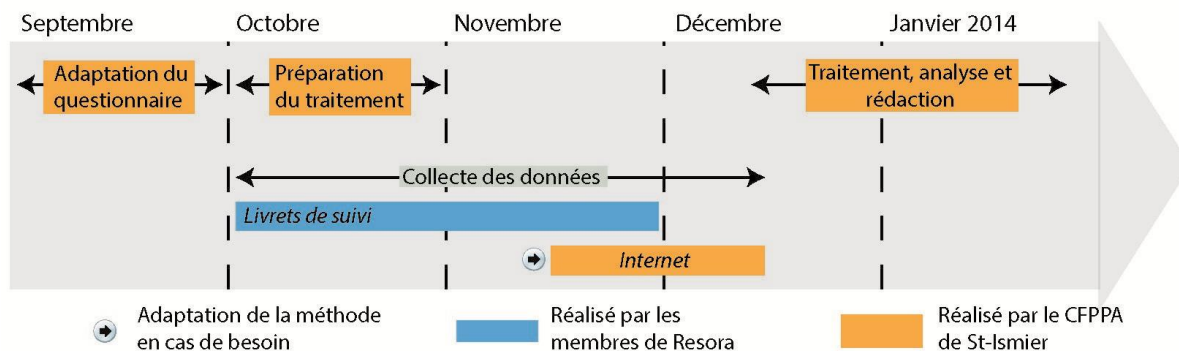 Septembre
Octobre
Novembre
Décembre
Janvier 2014
Adaptation du
questionnaire
Préparation
du traitement
Traitement, analyse et
rédaction
Collecte des données
Livrets de suivi
Internet
Adaptation de la méthode
en cas de besoin
Réalisé par les
membres de Resora
Réalisé par le CFPPA
de St-Ismier